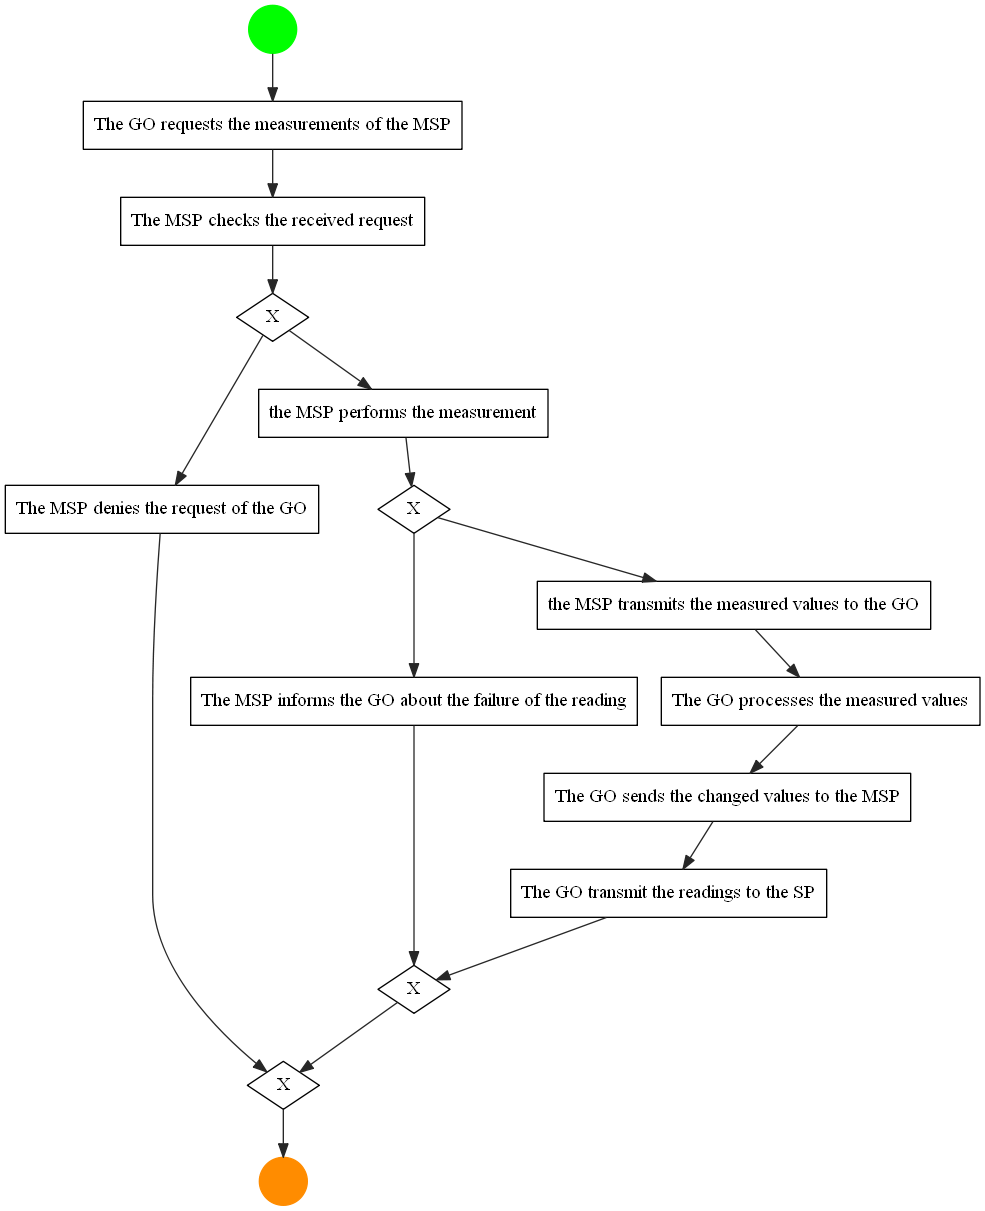 The GO requests the measurements of the MSP
The MSP checks the received request
X
the MSP performs the measurement
The MSP denies the request of the GO
X
the MSP transmits the measured values to the GO
The MSP informs the GO about the failure of the reading
The GO processes the measured values
The GO sends the changed values to the MSP
The GO transmit the readings to the SP
X
X